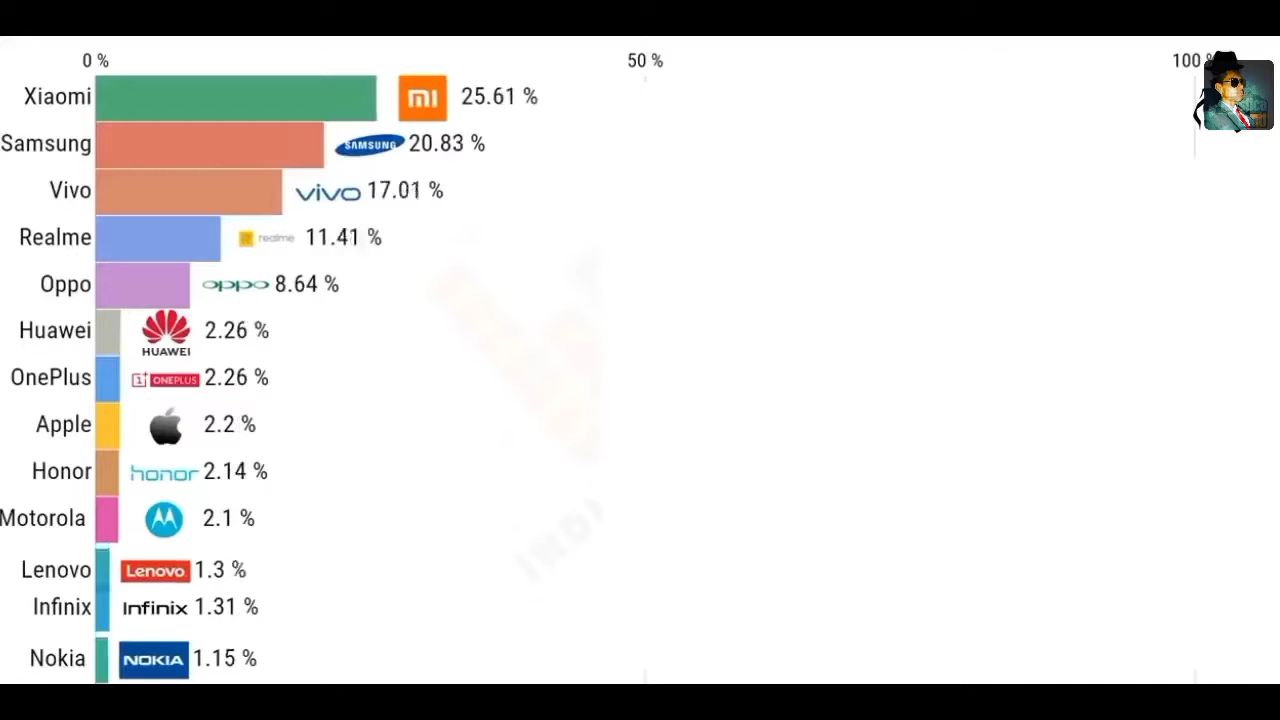 0 % 50 % 100 %
Xiaomi mi 25.61 %
Samsung SAMSUNG 20.83 %
Vivo vivo 17.01 %
Realme realme 11.41 %
Oppo oppo 8.64 %
Huawei HUAWEI 2.26 %
OnePlus 1+ ONEPLUS 2.26 %
Apple 2.2 %
Honor honor 2.14 %
Motorola 2.1 %
Lenovo Lenovo 1.3 %
Infinix Infinix 1.31 %
Nokia NOKIA 1.15 %